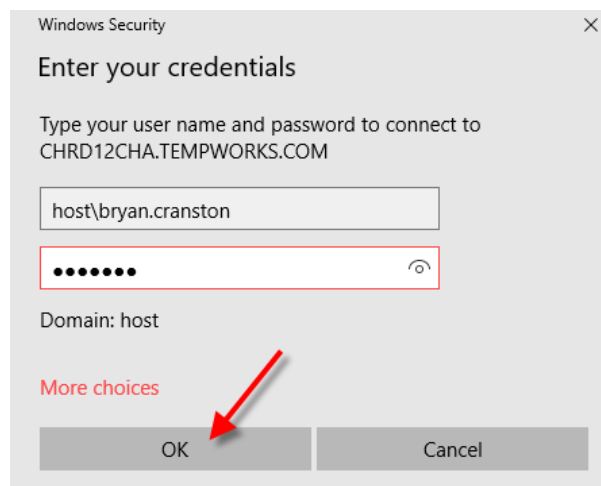 Windows Security
Enter your credentials
Type your user name and password to connect to
CHRD12CHA.TEMPWORKS.COM
host\bryan.cranston
●●●●●●●
Domain: host
More choices
OK
Cancel